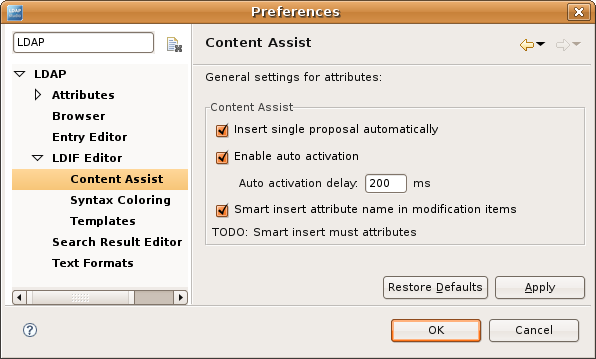 Preferences
LDAP
Content Assist
LDAP
Attributes
Browser
Entry Editor
LDIF Editor
Content Assist
Syntax Coloring
Templates
Search Result Editor
Text Formats
General settings for attributes:
Content Assist
Insert single proposal automatically
Enable auto activation
Auto activation delay: 200 ms
Smart insert attribute name in modification items
TODO: Smart insert must attributes
Restore Defaults Apply
? OK Cancel